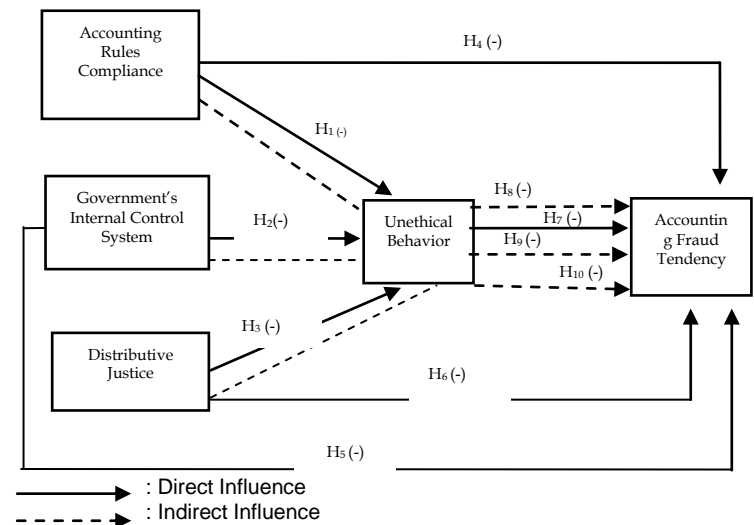 Accounting
Rules
Compliance
H₄ (-)
H₁ (-)
Government's
Internal Control
System
H₂(-)
Unethical
Behavior
H₈ (-)
H₇ (-)
H₉ (-)
H₁₀ (-)
Accountin
g Fraud
Tendency
H₃ (-)
Distributive
Justice
H₆ (-)
H₅ (-)
: Direct Influence
: Indirect Influence